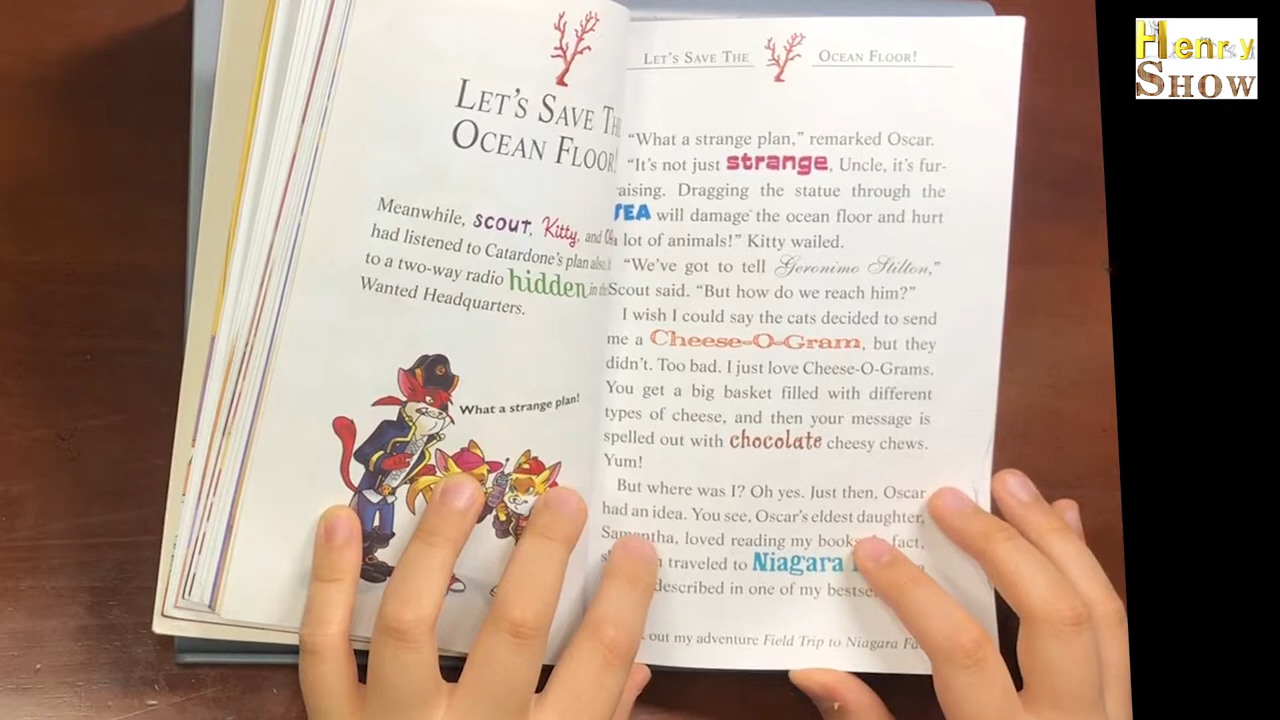 LET'S SAVE THE
OCEAN FLOOR!
Meanwhile, scout, Kitty, and
had listened to Catardone's plan
to a two-way radio hidden in the
Wanted Headquarters.
What a strange plan!
LET'S SAVE THE OCEAN FLOOR!
“What a strange plan,” remarked Oscar.
“It's not just strange, Uncle, it's fur-
raising. Dragging the statue through the
SEA will damage the ocean floor and hurt
a lot of animals!” Kitty wailed.
“We've got to tell Geronimo Stilton,”
Scout said. “But how do we reach him?”
I wish I could say the cats decided to send
me a Cheese-O-Gram, but they
didn't. Too bad. I just love Cheese-O-Grams.
You get a big basket filled with different
types of cheese, and then your message is
spelled out with chocolate cheesy chews.
Yum!
But where was I? Oh yes. Just then, Oscar
had an idea. You see, Oscar's eldest daughter,
Samantha, loved reading my books. fact,
traveled to Niagara
described in one of my
out my adventure Field Trip to Niagara
Henry
SHOW